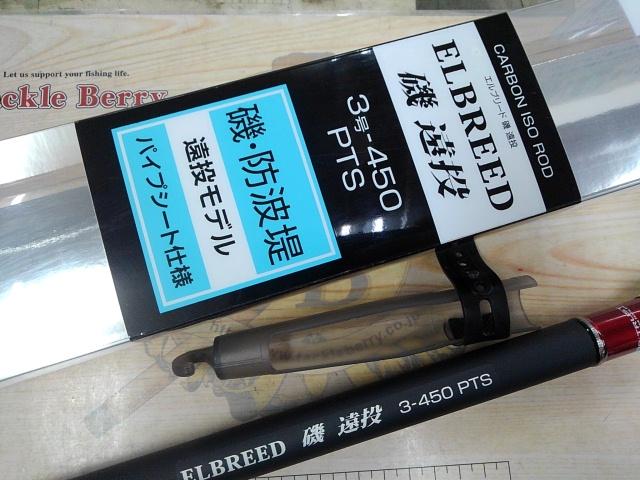 Let us support your fishing life.
ckle Berry
CARBON ISO ROD
エルブリード 磯 遠投
ELBREED
磯 遠投
3号-450
PTS
磯・防波堤
遠投モデル
パイプシート仕様
ELBREED 磯 遠投 3-450 PTS